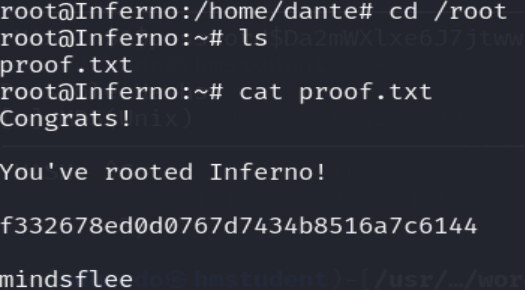 root@Inferno:/home/dante# cd /root
root@Inferno:~# ls
proof.txt
root@Inferno:~# cat proof.txt
Congrats!
You've rooted Inferno!
f332678ed0d0767d7434b8516a7c6144
mindsflee